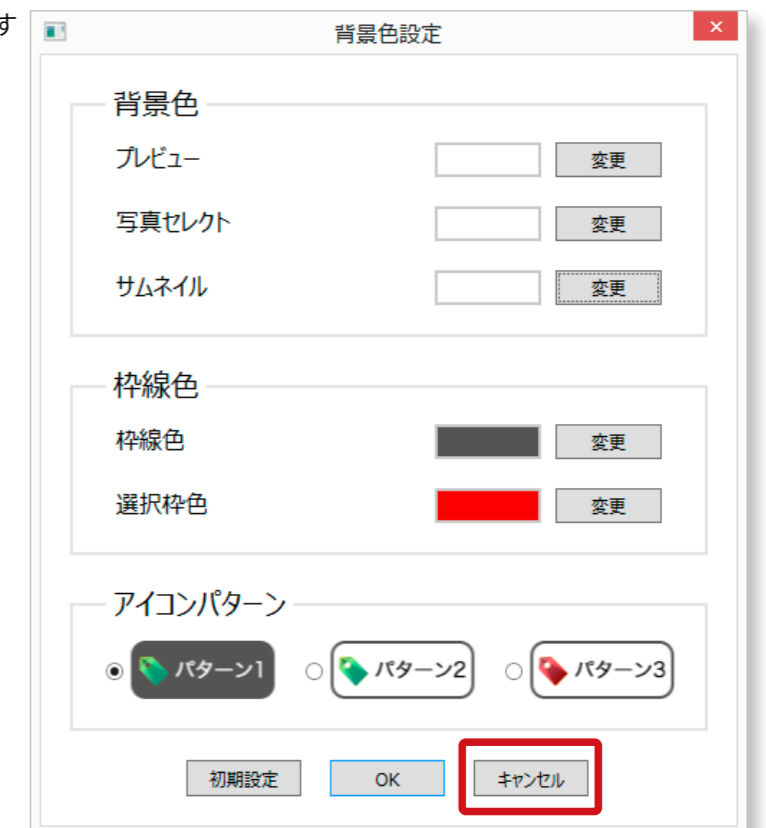 す
背景色設定
背景色
プレビュー 変更
写真セレクト 変更
サムネイル 変更
枠線色
枠線色 変更
選択枠色 変更
アイコンパターン
パターン1 パターン2 パターン3
初期設定 OK キャンセル